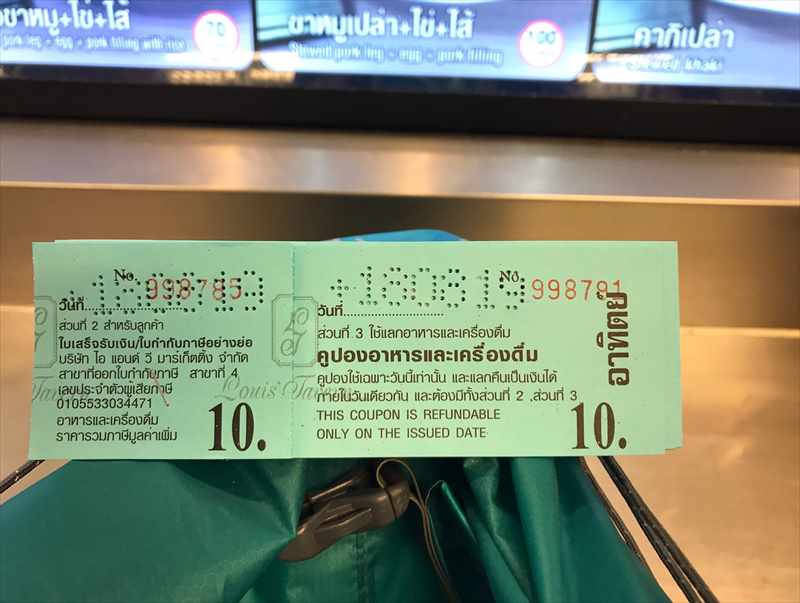 ขาหมู+ไข่+ไส้
pork leg + egg + pork filling with rice
70
ขาหมูเปล่า+ไข่+ไส้
Stewed pork leg + egg + pork filling
100
คากิเปล่า
No. 998785
+180819
วันที่
ส่วนที่ 2 สำหรับลูกค้า
ใบเสร็จรับเงิน/ใบกำกับภาษีอย่างย่อ
บริษัท ไอ แอนด์ วี มาร์เก็ตติ้ง จำกัด
สาขาที่ออกใบกำกับภาษี สาขาที่ 4
เลขประจำตัวผู้เสียภาษี
0105533034471
อาหารและเครื่องดื่ม
ราคารวมภาษีมูลค่าเพิ่ม
10.
Louis' Tavern
No. 998791
+180819
วันที่
ส่วนที่ 3 ใช้แลกอาหารและเครื่องดื่ม
คูปองอาหารและเครื่องดื่ม
คูปองใช้เฉพาะวันนี้เท่านั้น และแลกคืนเป็นเงินได้
ภายในวันเดียวกัน และต้องมีทั้งส่วนที่ 2 ,ส่วนที่ 3
THIS COUPON IS REFUNDABLE
ONLY ON THE ISSUED DATE
10.
อาทิตย์